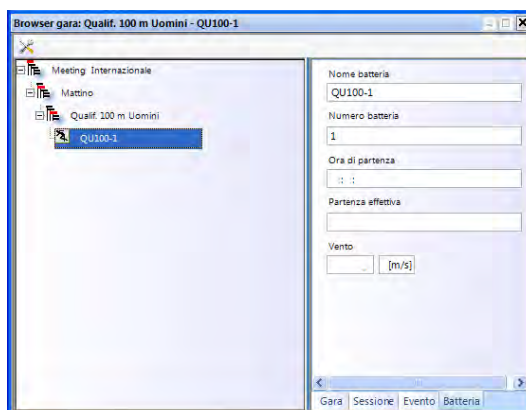 Browser gara: Qualif. 100 m Uomini - QU100-1
Meeting Internazionale
Mattino
Qualif. 100 m Uomini
QU100-1
Nome batteria
QU100-1
Numero batteria
1
Ora di partenza
:: :
Partenza effettiva
Vento
. [m/s]
Gara Sessione Evento Batteria